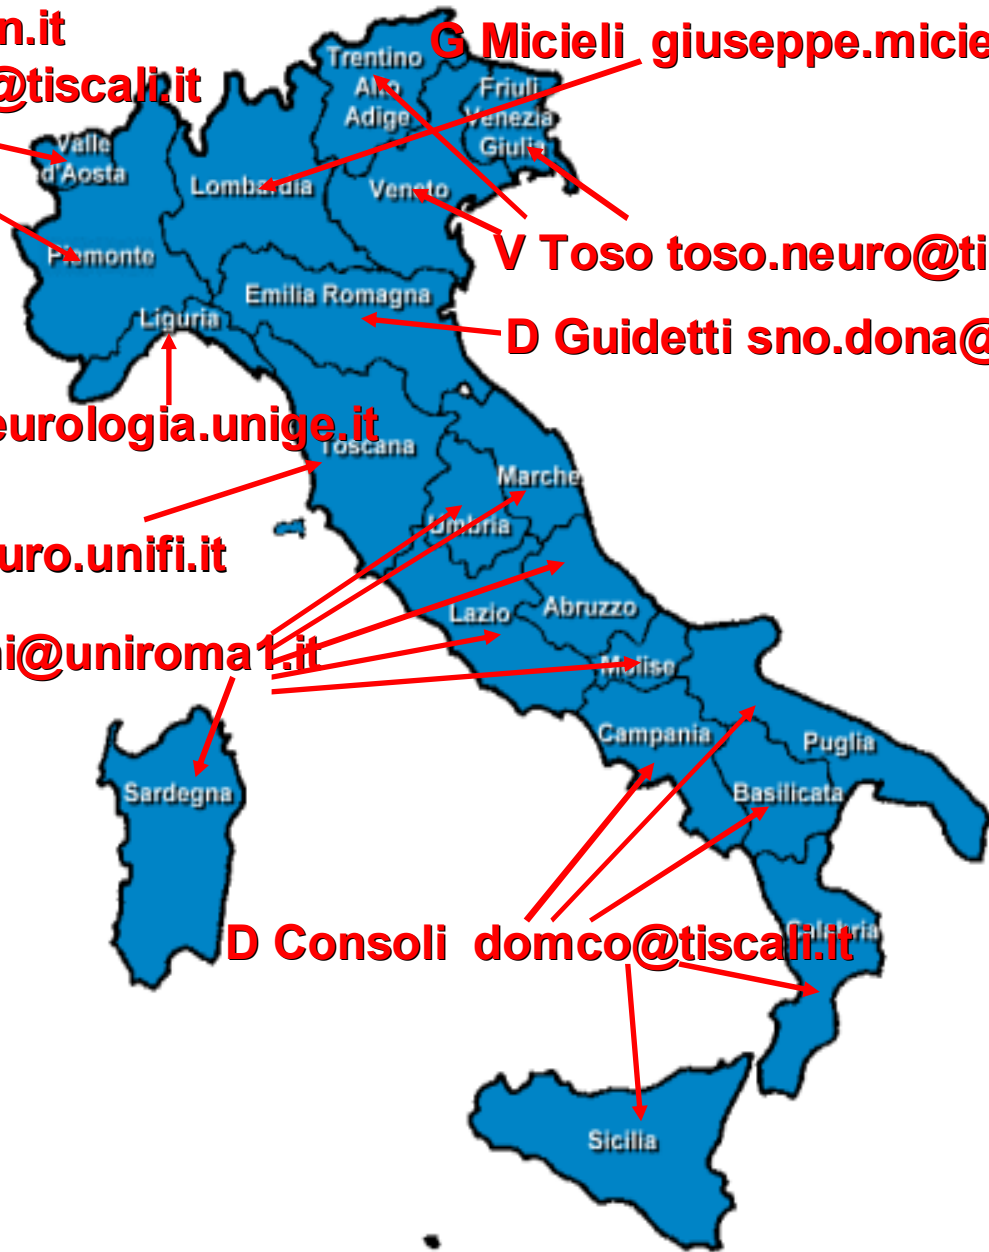 n.it
G Micieli giuseppe.micie
@tiscali.it
Trentino
Alto
Adige
Friuli
Venezia
Giulia
Valle
d'Aosta
Lombardia
Veneto
Piemonte
V Toso toso.neuro@ti
Emilia Romagna
Liguria
D Guidetti sno.dona@
eurologia.unige.it
Toscana
Marche
Umbria
uro.unifi.it
Lazio
Abruzzo
ni@uniroma1.it
Molise
Campania
Puglia
Sardegna
Basilicata
Calabria
D Consoli domco@tiscali.it
Sicilia